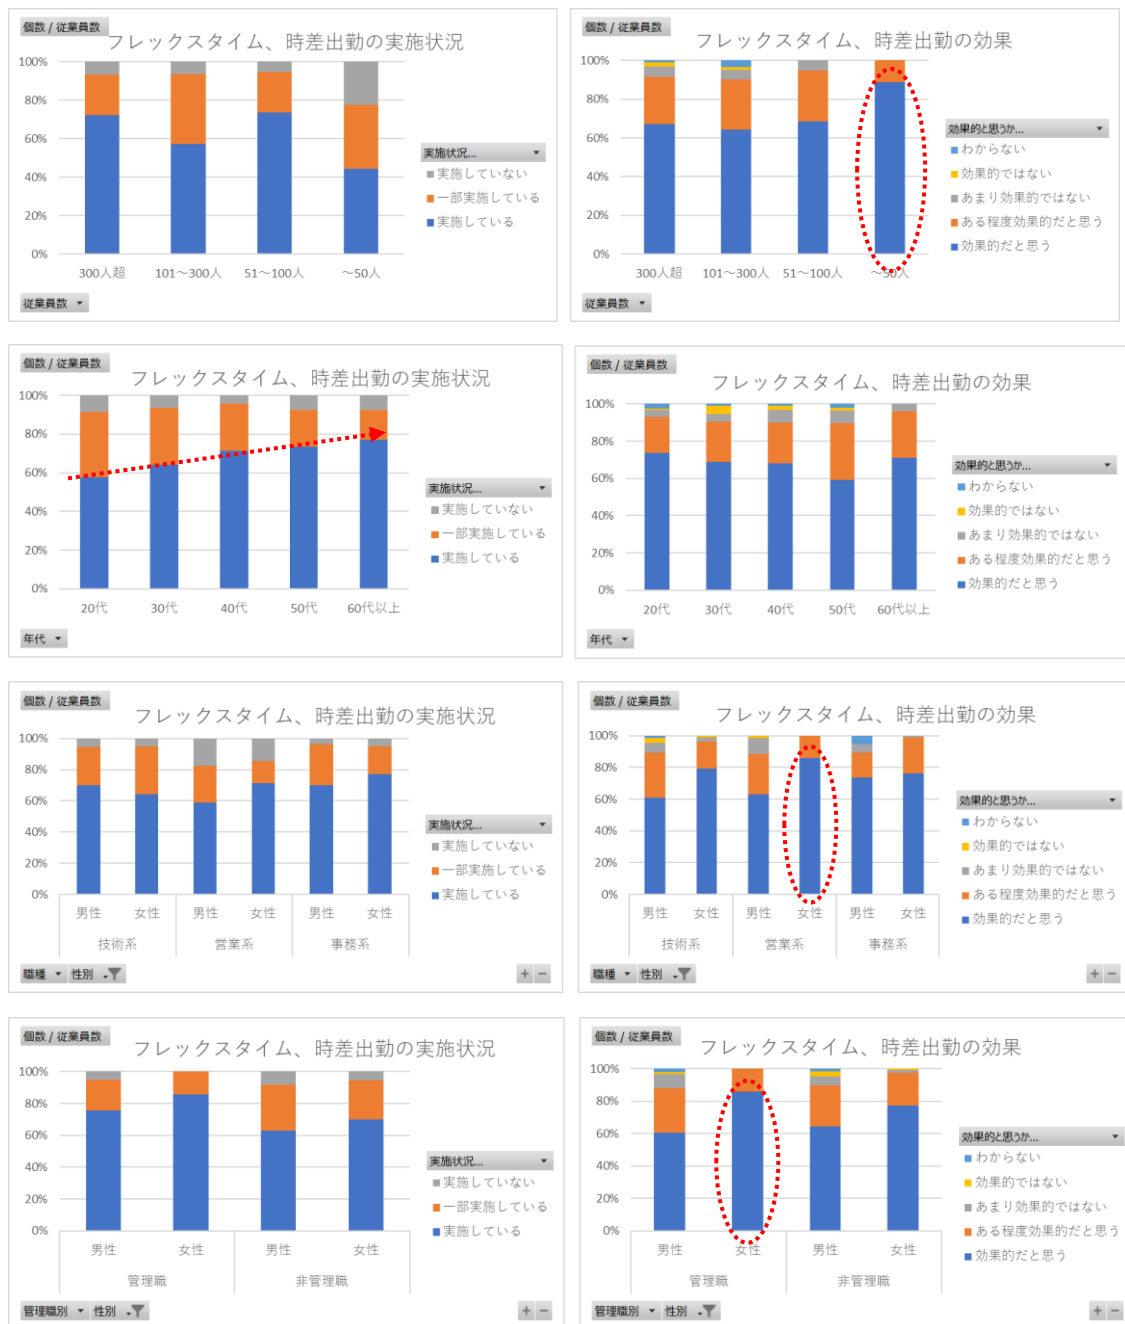 個数 / 従業員数
フレックスタイム、時差出勤の実施状況
100%
80%
60%
40%
20%
0%
300人超 101～300人 51～100人 ～50人
実施状況...
実施していない
一部実施している
実施している
従業員数
個数 / 従業員数
フレックスタイム、時差出勤の効果
100%
80%
60%
40%
20%
0%
300人超 101～300人 51～100人 ～50人
効果的と思うか...
わからない
効果的ではない
あまり効果的ではない
ある程度効果的だと思う
効果的だと思う
従業員数
個数 / 従業員数
フレックスタイム、時差出勤の実施状況
100%
80%
60%
40%
20%
0%
20代 30代 40代 50代 60代以上
実施状況...
実施していない
一部実施している
実施している
年代
個数 / 従業員数
フレックスタイム、時差出勤の効果
100%
80%
60%
40%
20%
0%
20代 30代 40代 50代 60代以上
効果的と思うか...
わからない
効果的ではない
あまり効果的ではない
ある程度効果的だと思う
効果的だと思う
年代
個数 / 従業員数
フレックスタイム、時差出勤の実施状況
100%
80%
60%
40%
20%
0%
男性 女性 男性 女性 男性 女性
技術系 営業系 事務系
実施状況...
実施していない
一部実施している
実施している
職種 性別
+ −
個数 / 従業員数
フレックスタイム、時差出勤の効果
100%
80%
60%
40%
20%
0%
男性 女性 男性 女性 男性 女性
技術系 営業系 事務系
効果的と思うか...
わからない
効果的ではない
あまり効果的ではない
ある程度効果的だと思う
効果的だと思う
職種 性別
+ −
個数 / 従業員数
フレックスタイム、時差出勤の実施状況
100%
80%
60%
40%
20%
0%
男性 女性 男性 女性
管理職 非管理職
実施状況...
実施していない
一部実施している
実施している
管理職別 性別
+ −
個数 / 従業員数
フレックスタイム、時差出勤の効果
100%
80%
60%
40%
20%
0%
男性 女性 男性 女性
管理職 非管理職
効果的と思うか...
わからない
効果的ではない
あまり効果的ではない
ある程度効果的だと思う
効果的だと思う
管理職別 性別
+ −